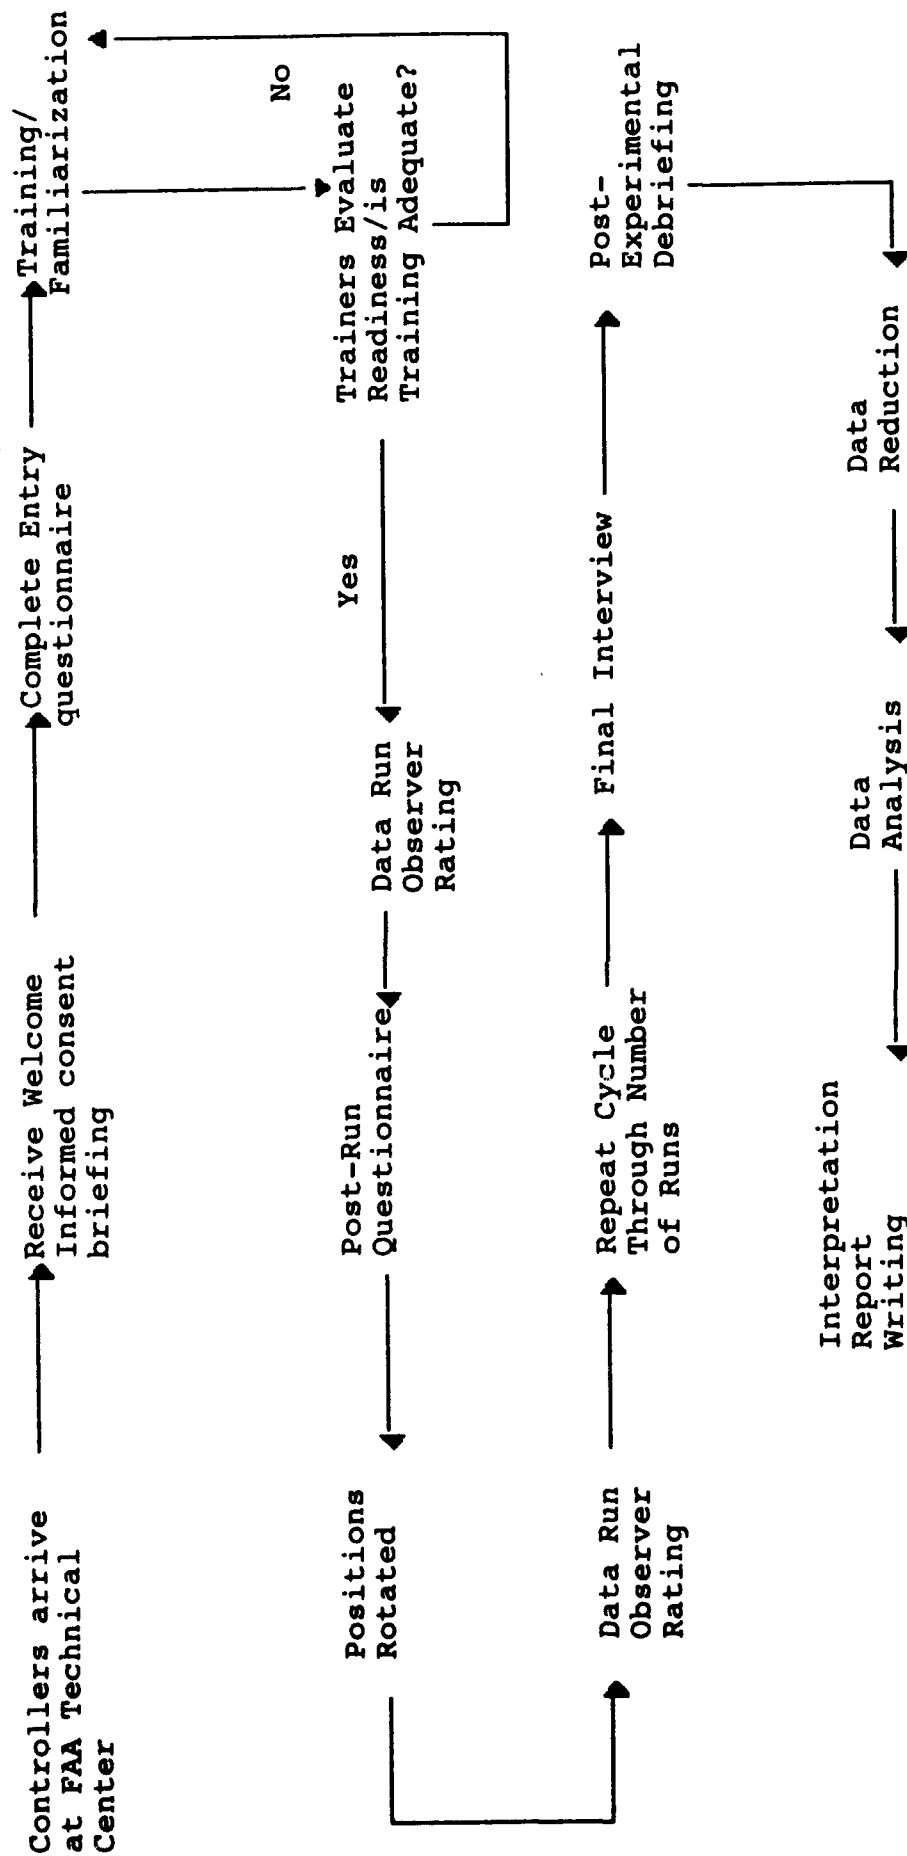 Controllers arrive
at FAA Technical
Center
Receive Welcome
Informed consent
briefing
Complete Entry
questionnaire
Training/
Familiarization
No
Trainers Evaluate
Readiness/is
Training Adequate?
Yes
Data Run
Observer
Rating
Post-Run
Questionnaire
Positions
Rotated
Data Run
Observer
Rating
Repeat Cycle
Through Number
of Runs
Final Interview
Post-
Experimental
Debriefing
Data
Reduction
Data
Analysis
Interpretation
Report
Writing